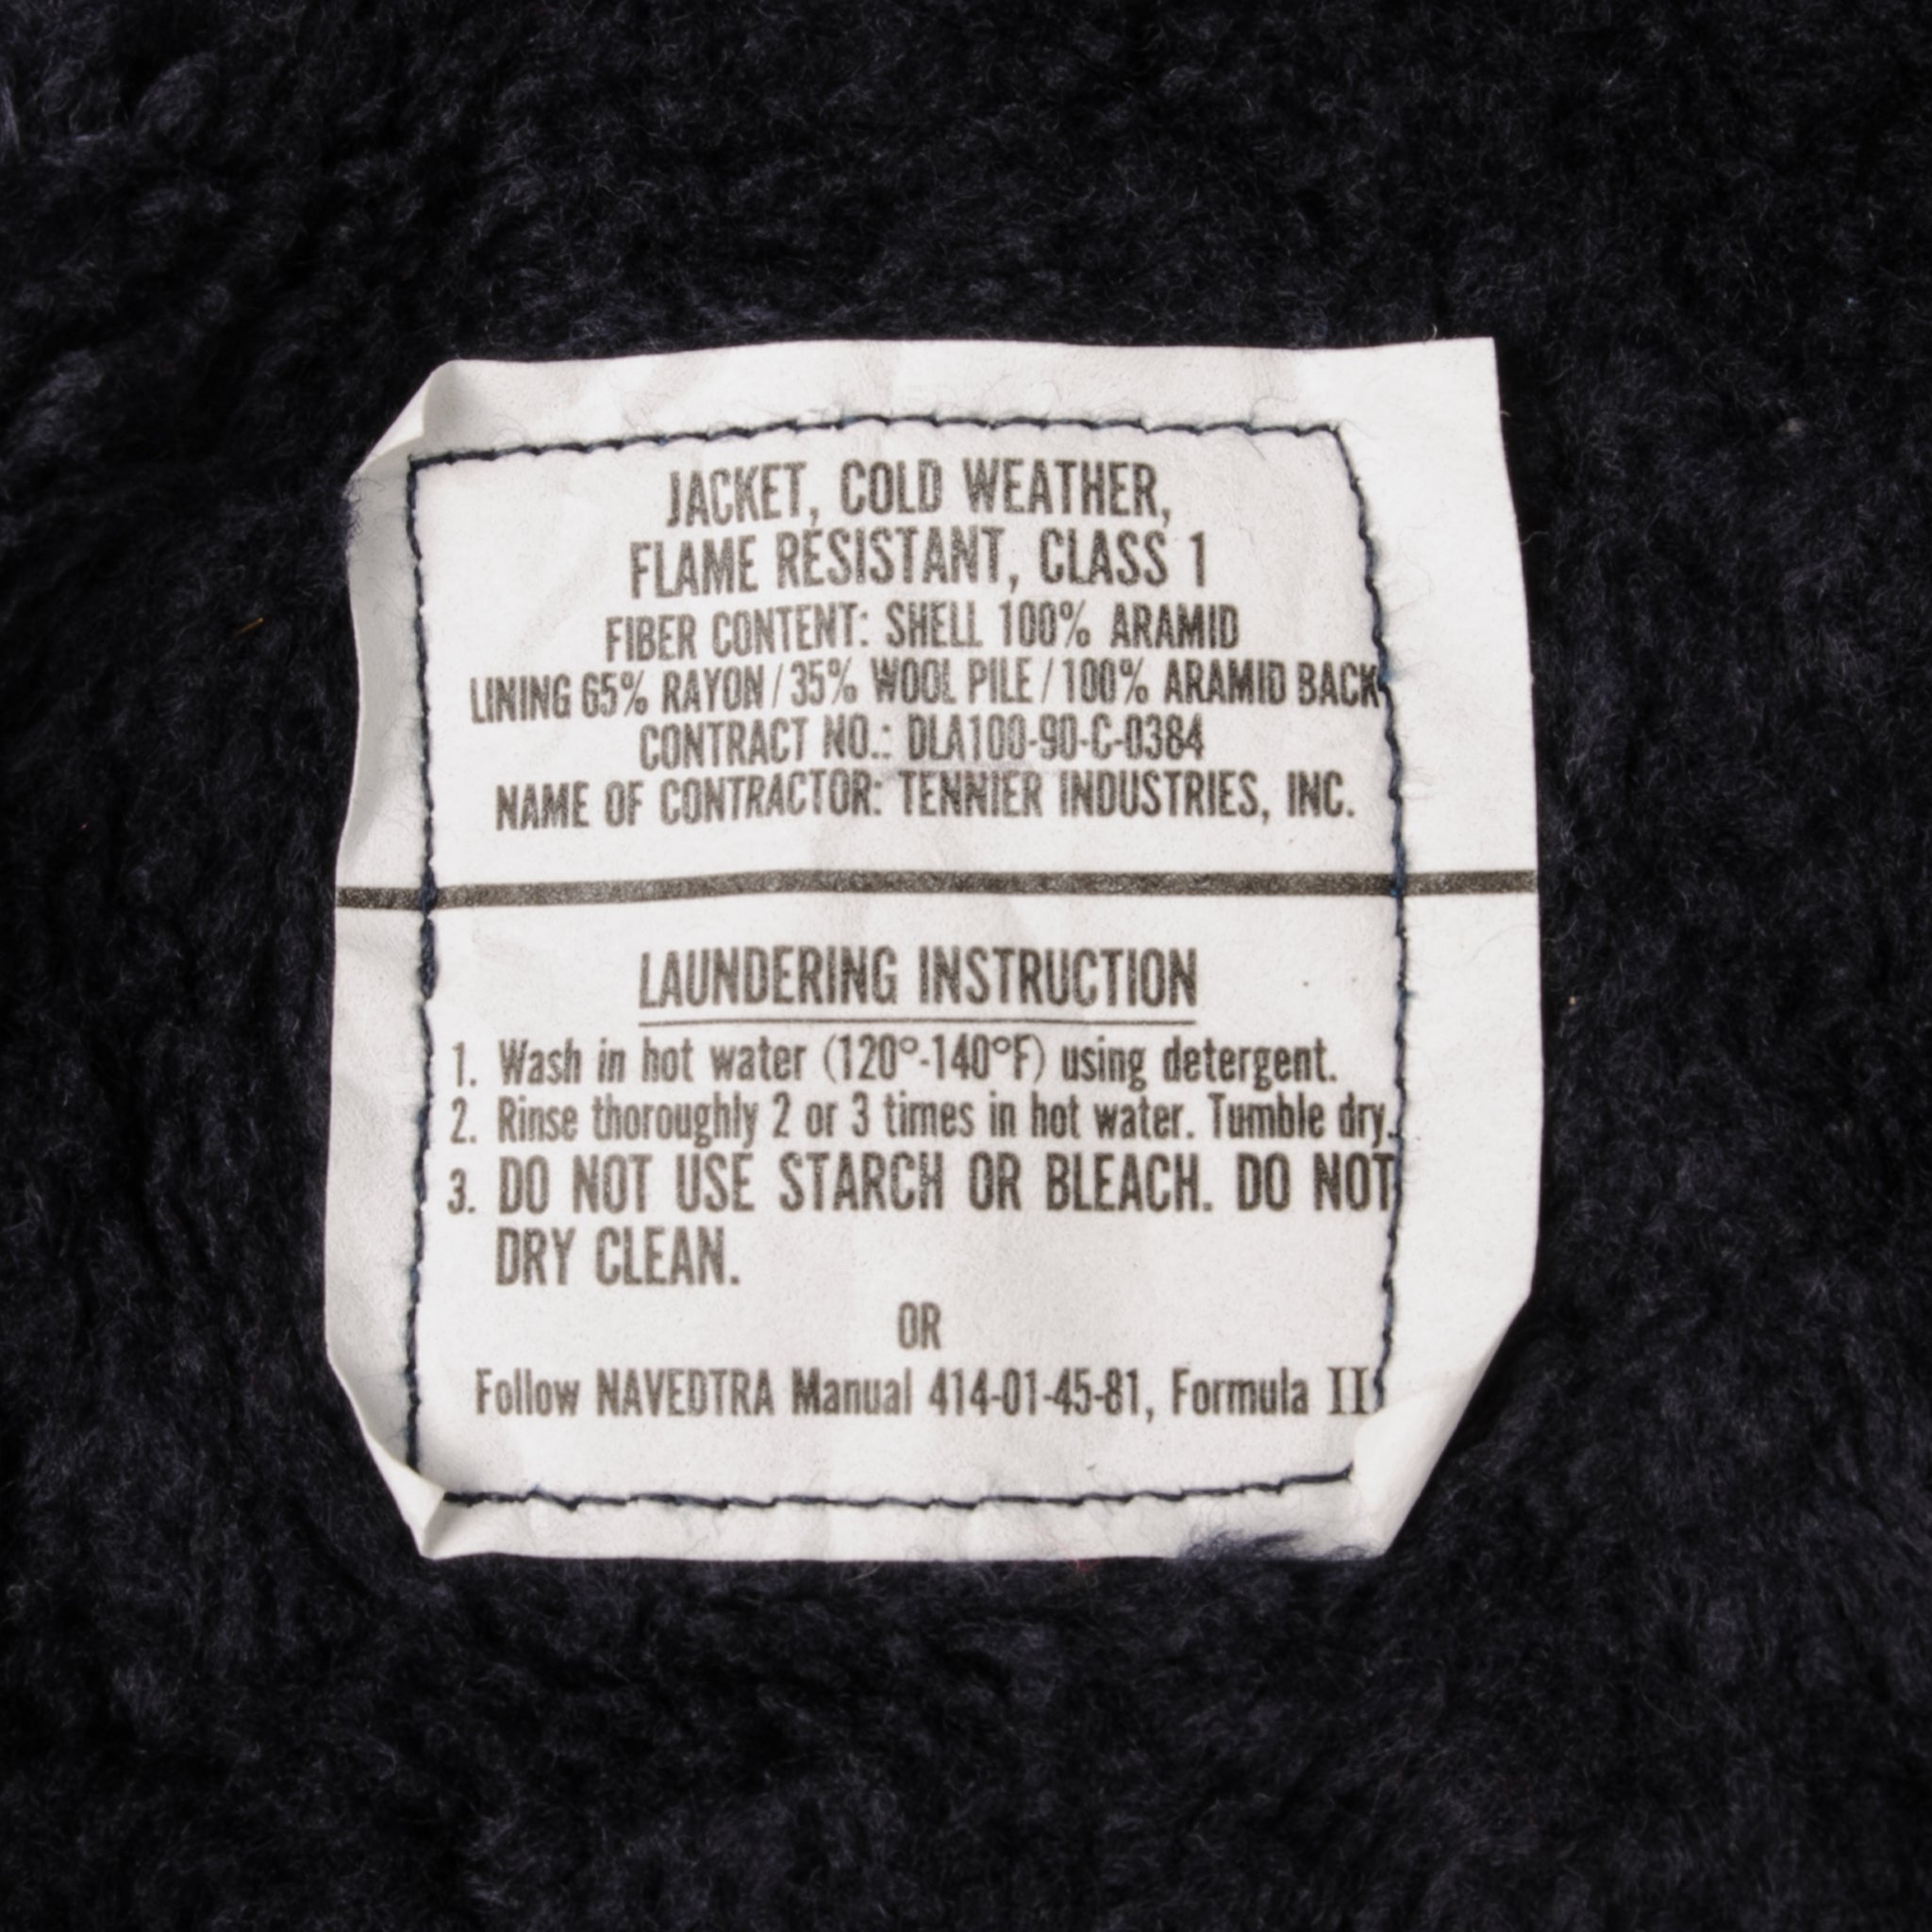 JACKET, COLD WEATHER,
FLAME RESISTANT, CLASS 1
FIBER CONTENT: SHELL 100% ARAMID
LINING 65% RAYON / 35% WOOL PILE / 100% ARAMID BACK
CONTRACT NO.: DLA100-90-C-0384
NAME OF CONTRACTOR: TENNIER INDUSTRIES, INC.
LAUNDERING INSTRUCTION
1. Wash in hot water (120°-140°F) using detergent.
2. Rinse thoroughly 2 or 3 times in hot water. Tumble dry.
3. DO NOT USE STARCH OR BLEACH. DO NOT
DRY CLEAN.
OR
Follow NAVEDTRA Manual 414-01-45-81, Formula II